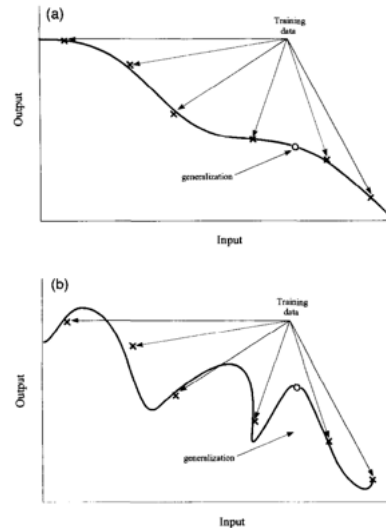 (a)
Training
data
Output
generalization
Input
(b)
Training
data
Output
generalization
Input